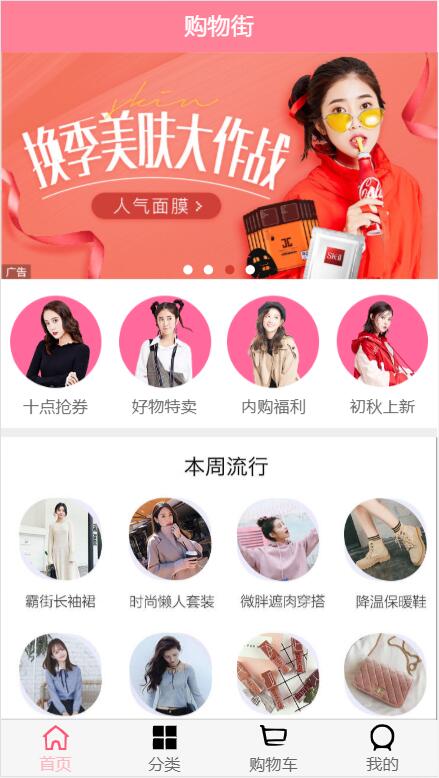 购物街
skin
换季美肤大作战
人气面膜 >
广告
十点抢券
好物特卖
内购福利
初秋上新
本周流行
霸街长袖裙
时尚懒人套装
微胖遮肉穿搭
降温保暖鞋
首页
分类
购物车
我的